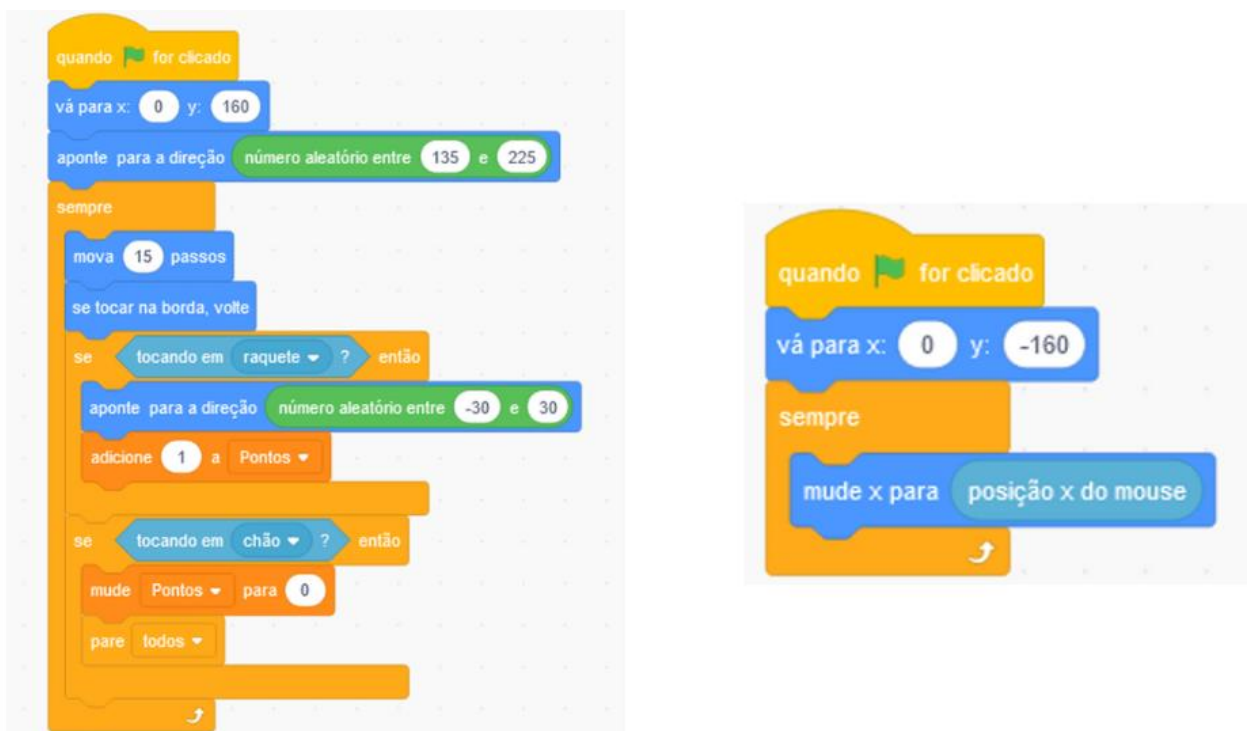 quando for clicado
vá para x: 0 y: 160
aponte para a direção número aleatório entre 135 e 225
sempre
mova 15 passos
se tocar na borda, volte
se tocando em raquete ? então
aponte para a direção número aleatório entre -30 e 30
adicione 1 a Pontos
se tocando em chão ? então
mude Pontos para 0
pare todos
quando for clicado
vá para x: 0 y: -160
sempre
mude x para posição x do mouse